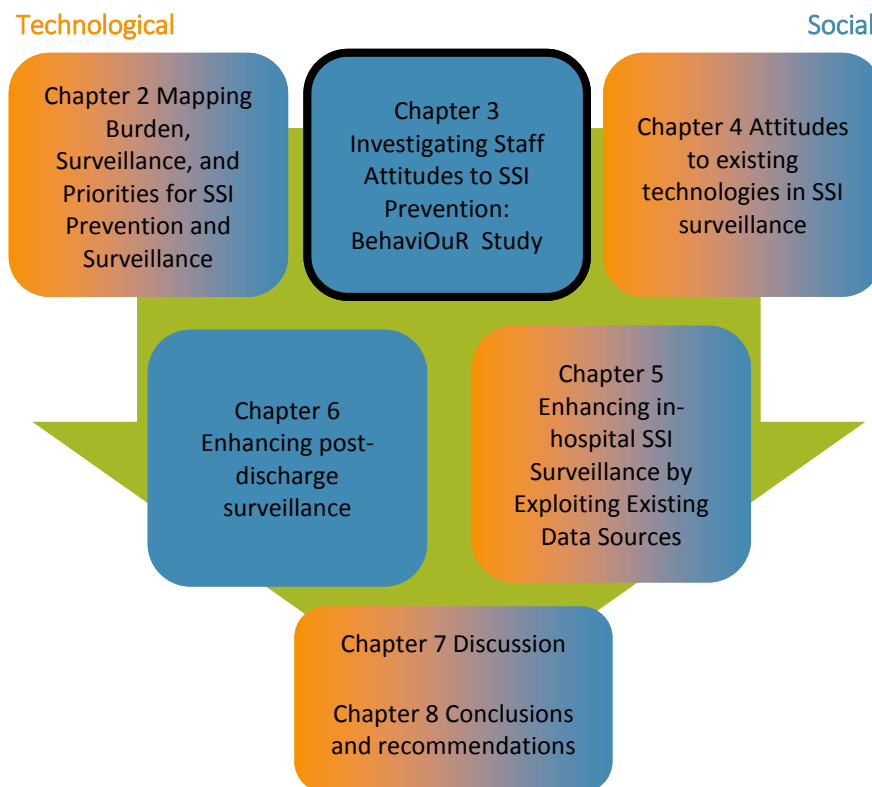 Technological
Social
Chapter 2 Mapping
Burden,
Surveillance, and
Priorities for SSI
Prevention and
Surveillance
Chapter 3
Investigating Staff
Attitudes to SSI
Prevention:
BehaviOuR  Study
Chapter 4 Attitudes
to existing
technologies in SSI
surveillance
Chapter 6
Enhancing post-
discharge
surveillance
Chapter 5
Enhancing in-
hospital SSI
Surveillance by
Exploiting Existing
Data Sources
Chapter 7 Discussion
Chapter 8 Conclusions
and recommendations